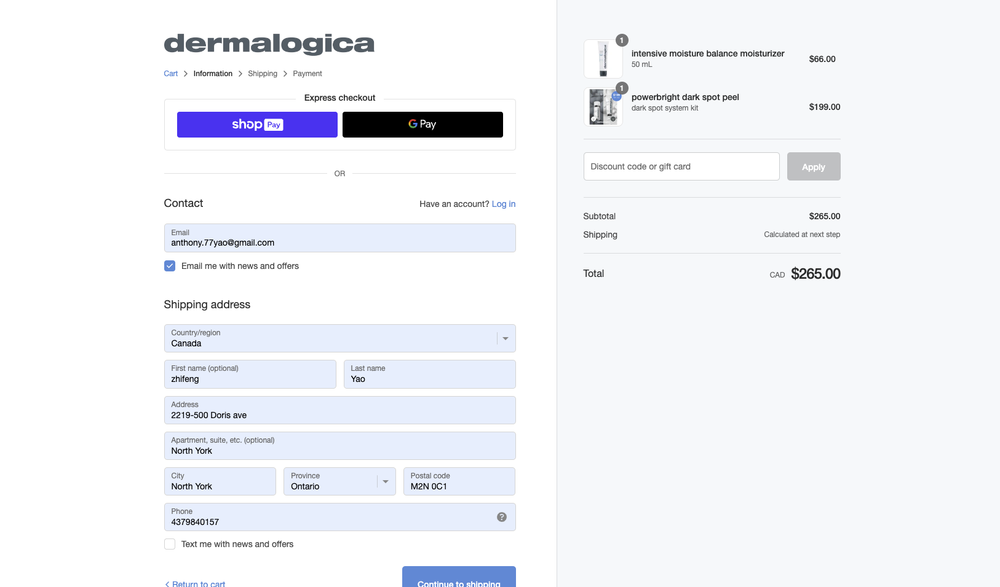 dermalogica
Cart > Information > Shipping > Payment
Express checkout
shop Pay
G Pay
OR
Contact
Have an account? Log in
Email
anthony.77yao@gmail.com
Email me with news and offers
Shipping address
Country/region
Canada
First name (optional)
zhifeng
Last name
Yao
Address
2219-500 Doris ave
Apartment, suite, etc. (optional)
North York
City
North York
Province
Ontario
Postal code
M2N 0C1
Phone
4379840157
?
Text me with news and offers
< Return to cart
Continue to shipping
1
dermalogica
intensive moisture balance moisturizer
50 mL
$66.00
1
powerbright dark spot peel
dark spot system kit
$199.00
Discount code or gift card
Apply
Subtotal
$265.00
Shipping
Calculated at next step
Total
CAD $265.00